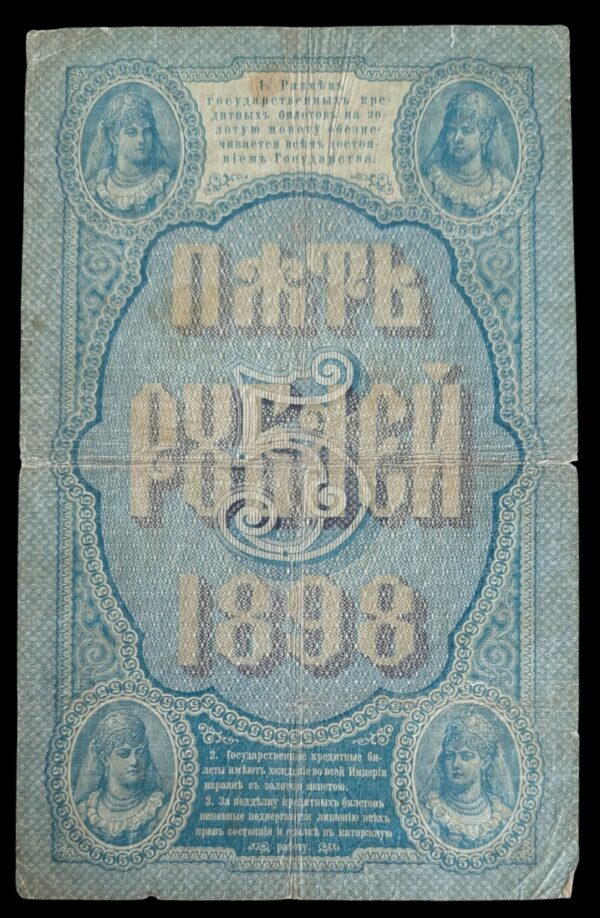 1. Размѣнъ
государственныхъ кре-
дитныхъ билетовъ на зо-
лотую монету обезпе-
чивается всѣмъ достоя-
ніемъ Государства.
ПѦТЬ
РУБЛЕЙ
5
1898
2. Государственные кредитные би-
леты имѣютъ хожденіе во всей Имперіи
наравнѣ съ золотою монетою.
3. За поддѣлку кредитныхъ билетовъ
виновные подвергаются лишенію всѣхъ
правъ состоянія и ссылкѣ въ каторжную
работу.